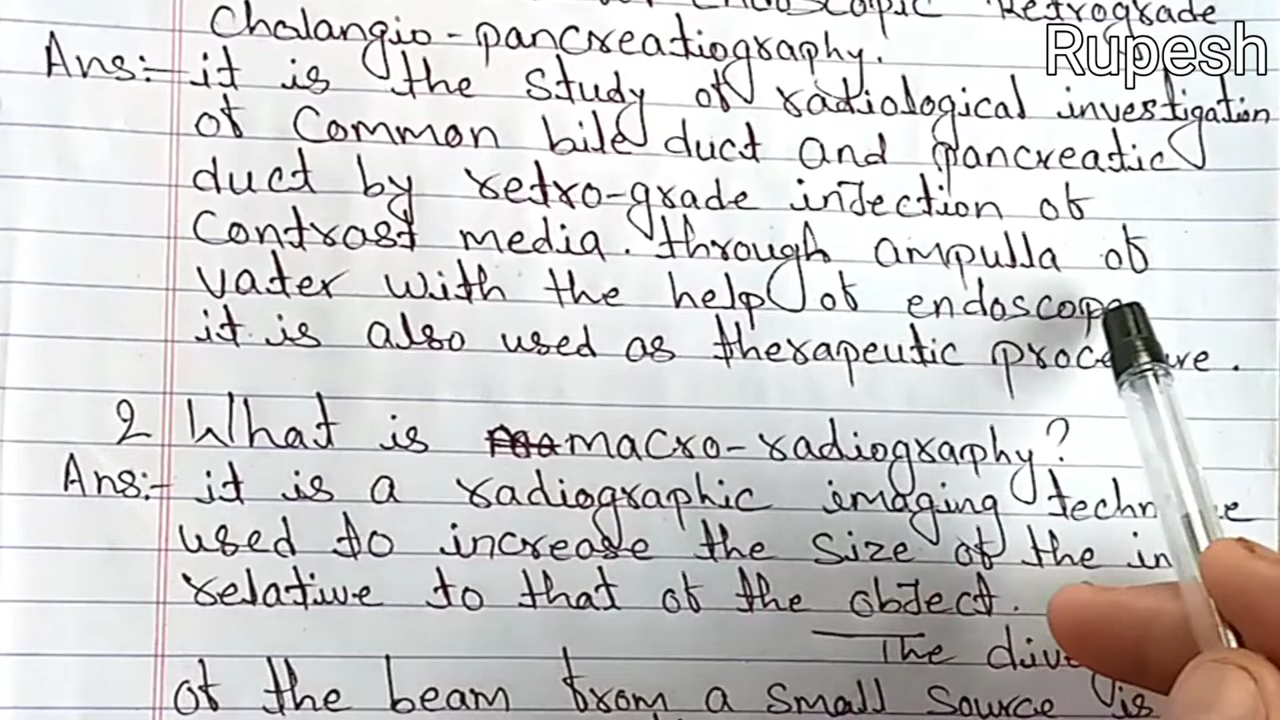 Endoscopic Retrograde
Cholangio-pancreatiography.
Rupesh
Ans:- it is the study of radiological investigation
of Common bile duct and pancreatic
duct by retro-grade injection of
Contrast media. through ampulla of
vater with the help of endoscope
it is also used as therapeutic procedure.
2 What is macro-radiography?
Ans:- it is a radiographic imaging
used to increase the size of the
relative to that of the object.
The
of the beam from a small source is